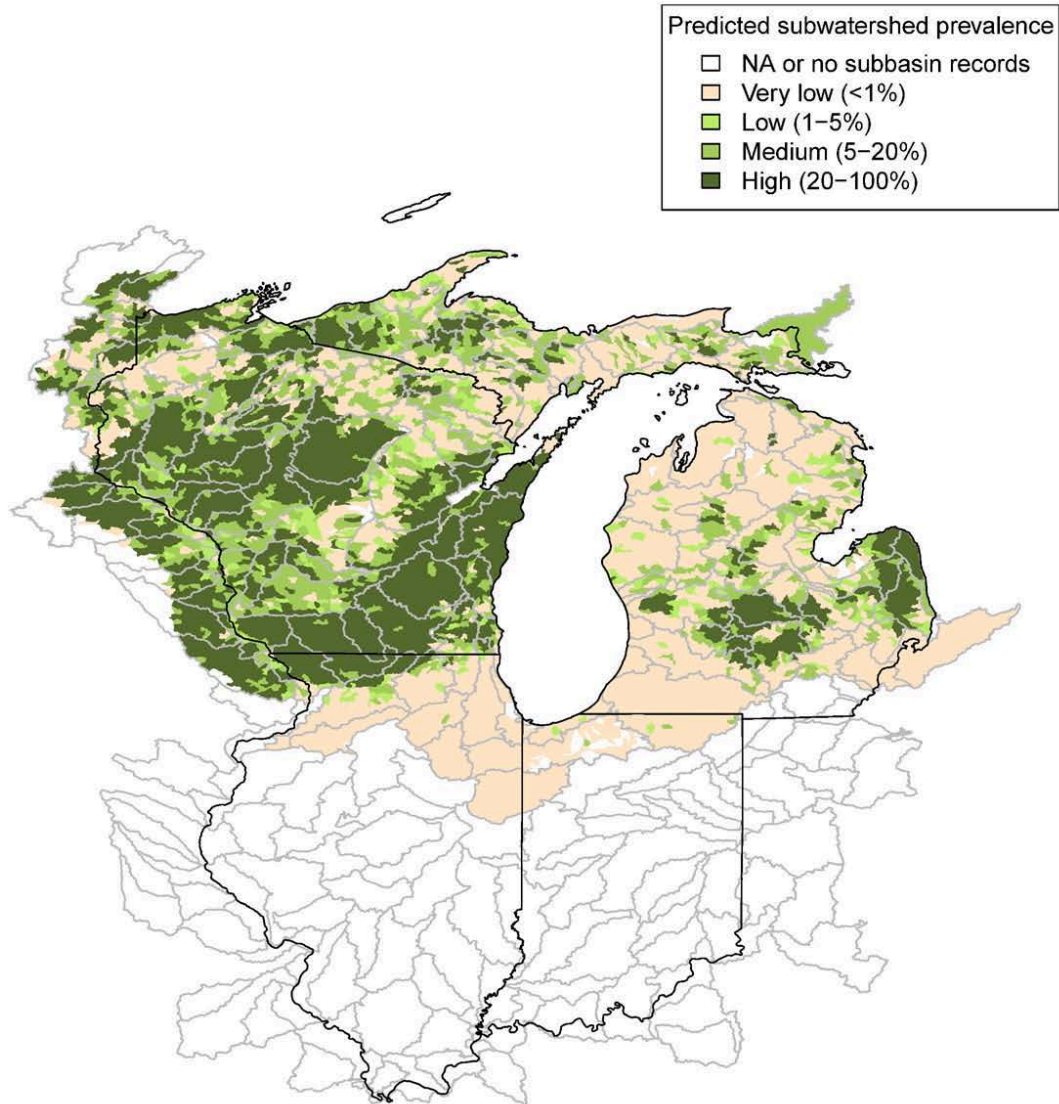 Predicted subwatershed prevalence
NA or no subbasin records
Very low (<1%)
Low (1−5%)
Medium (5−20%)
High (20−100%)